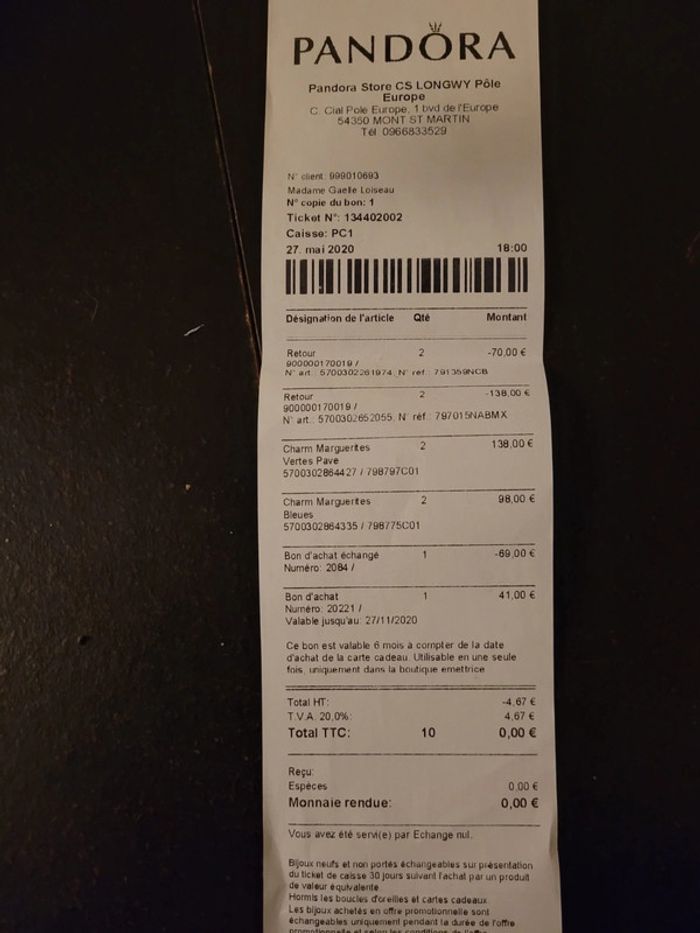 PANDORA
Pandora Store CS LONGWY Pôle
Europe
C. Cial Pole Europe, 1 bvd de l'Europe
54350 MONT ST MARTIN
Tél 0966833529
N° client: 999010693
Madame Gaelle Loiseau
N° copie du bon: 1
Ticket N°: 134402002
Caisse: PC1
27. mai 2020 18:00
Désignation de l'article Qté Montant
Retour 2 -70,00 €
900000170019 /
N° art.: 5700302261974, N° réf.: 791359NCB
Retour 2 -138,00 €
900000170019 /
N° art.: 5700302652055, N° réf.: 797015NABMX
Charm Marguerites 2 138,00 €
Vertes Pave
5700302864427 / 798797C01
Charm Marguerites 2 98,00 €
Bleues
5700302864335 / 798775C01
Bon d'achat échangé 1 -69,00 €
Numéro: 2084 /
Bon d'achat 1 41,00 €
Numéro: 20221 /
Valable jusqu'au: 27/11/2020
Ce bon est valable 6 mois à compter de la date
d'achat de la carte cadeau. Utilisable en une seule
fois, uniquement dans la boutique emettrice
Total HT: -4,67 €
T.V.A. 20,0%: 4,67 €
Total TTC: 10 0,00 €
Reçu:
Espèces 0,00 €
Monnaie rendue: 0,00 €
Vous avez été servi(e) par Echange nul.
Bijoux neufs et non portés échangeables sur présentation
du ticket de caisse 30 jours suivant l'achat par un produit
de valeur équivalente
Hormis les boucles d'oreilles et cartes cadeaux
Les bijoux achetés en offre promotionnelle sont
échangeables uniquement pendant la durée de l'offre
promotionnelle et selon les conditions de l'offre